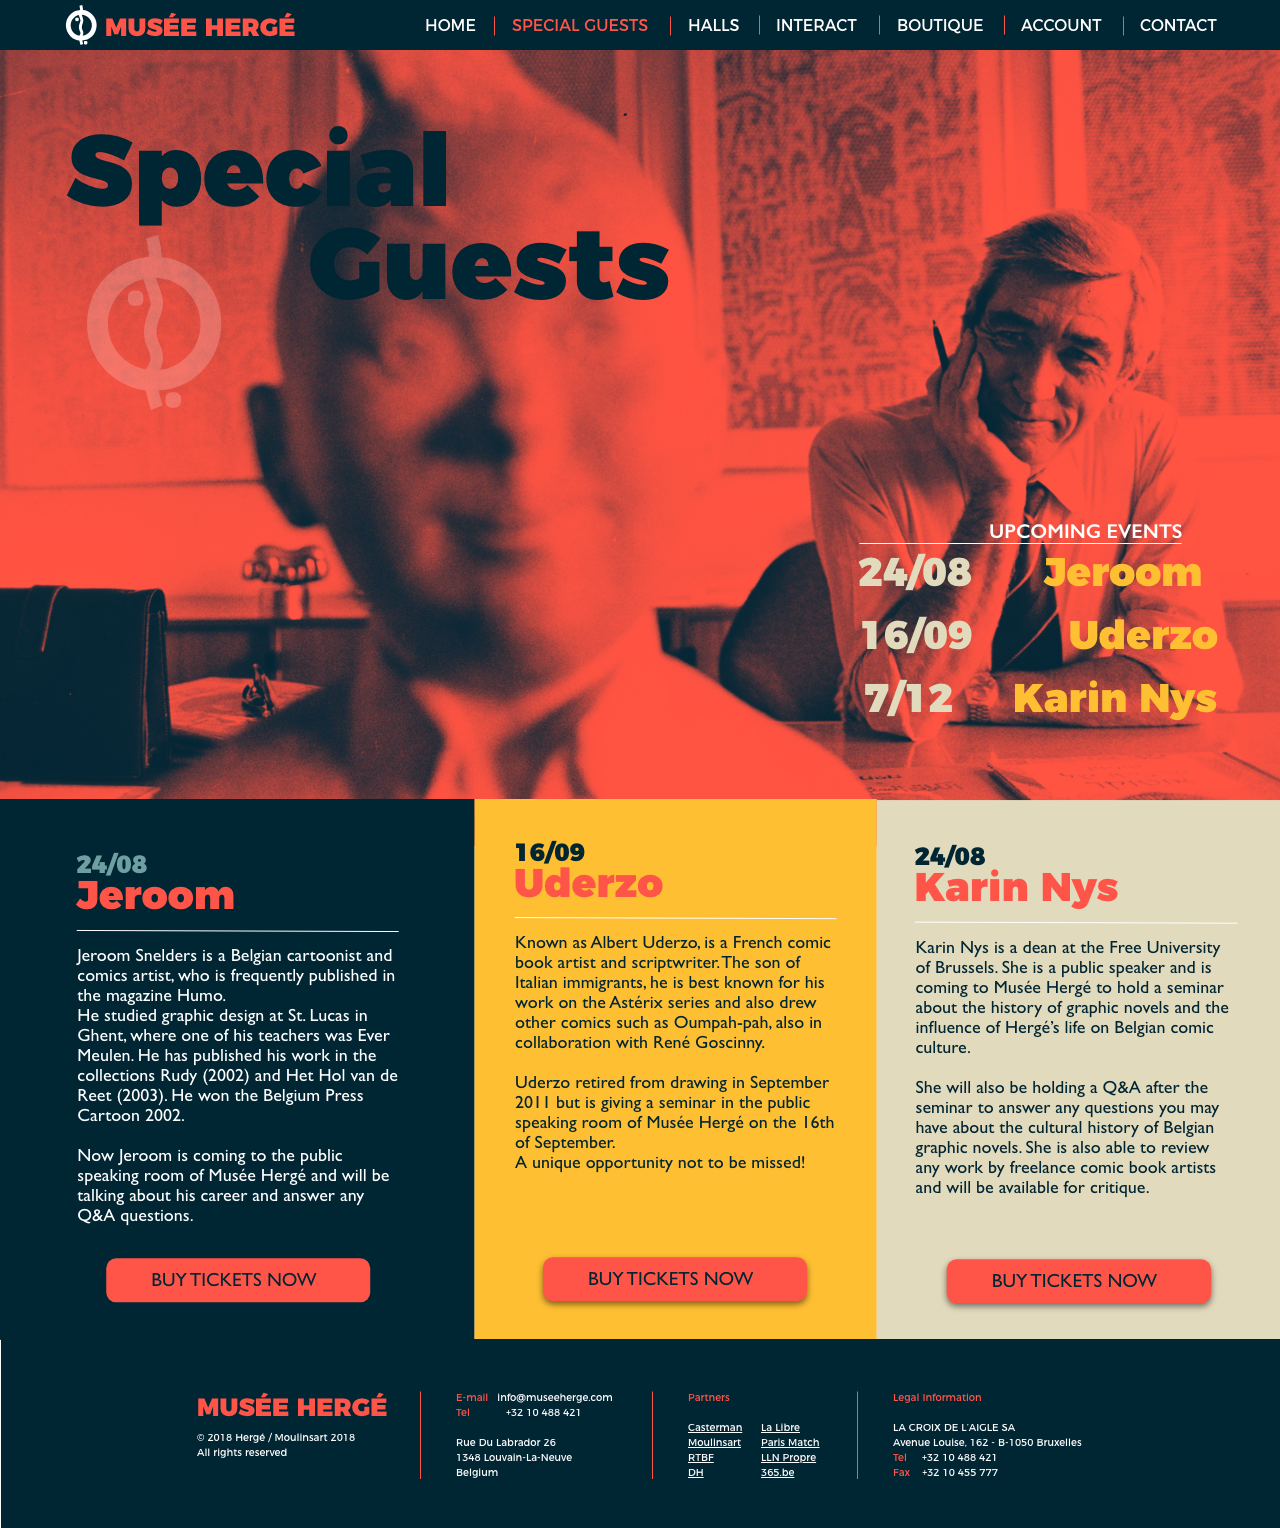 MUSÉE HERGÉ
HOME
SPECIAL GUESTS
HALLS
INTERACT
BOUTIQUE
ACCOUNT
CONTACT
Special
Guests
UPCOMING EVENTS
24/08 Jeroom
16/09 Uderzo
7/12 Karin Nys
24/08
Jeroom
Jeroom Snelders is a Belgian cartoonist and
comics artist, who is frequently published in
the magazine Humo.
He studied graphic design at St. Lucas in
Ghent, where one of his teachers was Ever
Meulen. He has published his work in the
collections Rudy (2002) and Het Hol van de
Reet (2003). He won the Belgium Press
Cartoon 2002.
Now Jeroom is coming to the public
speaking room of Musée Hergé and will be
talking about his career and answer any
Q&A questions.
BUY TICKETS NOW
16/09
Uderzo
Known as Albert Uderzo, is a French comic
book artist and scriptwriter. The son of
Italian immigrants, he is best known for his
work on the Astérix series and also drew
other comics such as Oumpah-pah, also in
collaboration with René Goscinny.
Uderzo retired from drawing in September
2011 but is giving a seminar in the public
speaking room of Musée Hergé on the 16th
of September.
A unique opportunity not to be missed!
BUY TICKETS NOW
24/08
Karin Nys
Karin Nys is a dean at the Free University
of Brussels. She is a public speaker and is
coming to Musée Hergé to hold a seminar
about the history of graphic novels and the
influence of Hergé’s life on Belgian comic
culture.
She will also be holding a Q&A after the
seminar to answer any questions you may
have about the cultural history of Belgian
graphic novels. She is also able to review
any work by freelance comic book artists
and will be available for critique.
BUY TICKETS NOW
MUSÉE HERGÉ
© 2018 Hergé / Moulinsart 2018
All rights reserved
E-mail info@museeherge.com
Tel +32 10 488 421
Rue Du Labrador 26
1348 Louvain-La-Neuve
Belgium
Partners
Casterman La Libre
Moulinsart Paris Match
RTBF LLN Propre
DH 365.be
Legal Information
LA CROIX DE L’AIGLE SA
Avenue Louise, 162 - B-1050 Bruxelles
Tel +32 10 488 421
Fax +32 10 455 777